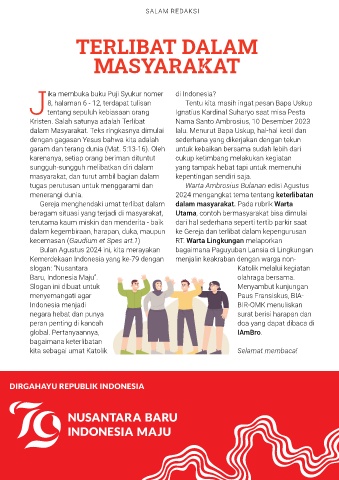 SALAM REDAKSI
TERLIBAT DALAM
MASYARAKAT
Jika membuka buku Puji Syukur nomer
8, halaman 6 - 12, terdapat tulisan
tentang sepuluh kebiasaan orang
Kristen. Salah satunya adalah Terlibat
dalam Masyarakat. Teks ringkasnya dimulai
dengan gagasan Yesus bahwa kita adalah
garam dan terang dunia (Mat. 5:13-16). Oleh
karenanya, setiap orang beriman dituntut
sungguh-sungguh melibatkan diri dalam
masyarakat, dan turut ambil bagian dalam
tugas perutusan untuk menggarami dan
menerangi dunia.
Gereja menghendaki umat terlibat dalam
beragam situasi yang terjadi di masyarakat,
terutama kaum miskin dan menderita - baik
dalam kegembiraan, harapan, duka, maupun
kecemasan (Gaudium et Spes art.1)
Bulan Agustus 2024 ini, kita merayakan
Kemerdekaan Indonesia yang ke-79 dengan
slogan: "Nusantara
Baru, Indonesia Maju".
Slogan ini dibuat untuk
menyemangati agar
Indonesia menjadi
negara hebat dan punya
peran penting di kancah
global. Pertanyaannya,
bagaimana keterlibatan
kita sebagai umat Katolik
di Indonesia?
Tentu kita masih ingat pesan Bapa Uskup
Ignatius Kardinal Suharyo saat misa Pesta
Nama Santo Ambrosius, 10 Desember 2023
lalu. Menurut Bapa Uskup, hal-hal kecil dan
sederhana yang dikerjakan dengan tekun
untuk kebaikan bersama sudah lebih dari
cukup ketimbang melakukan kegiatan
yang tampak hebat tapi untuk memenuhi
kepentingan sendiri saja.
Warta Ambrosius Bulanan edisi Agustus
2024 mengangkat tema tentang keterlibatan
dalam masyarakat. Pada rubrik Warta
Utama, contoh bermasyarakat bisa dimulai
dari hal sederhana seperti tertib parkir saat
ke Gereja dan terlibat dalam kepengurusan
RT. Warta Lingkungan melaporkan
bagaimana Paguyuban Lansia di Lingkungan
menjalin keakraban dengan warga non-
Katolik melalui kegiatan
olahraga bersama.
Menyambut kunjungan
Paus Fransiskus, BIA-
BIR-OMK menuliskan
surat berisi harapan dan
doa yang dapat dibaca di
IAmBro.
Selamat membaca!
DIRGAHAYU REPUBLIK INDONESIA
79
NUSANTARA BARU
INDONESIA MAJU